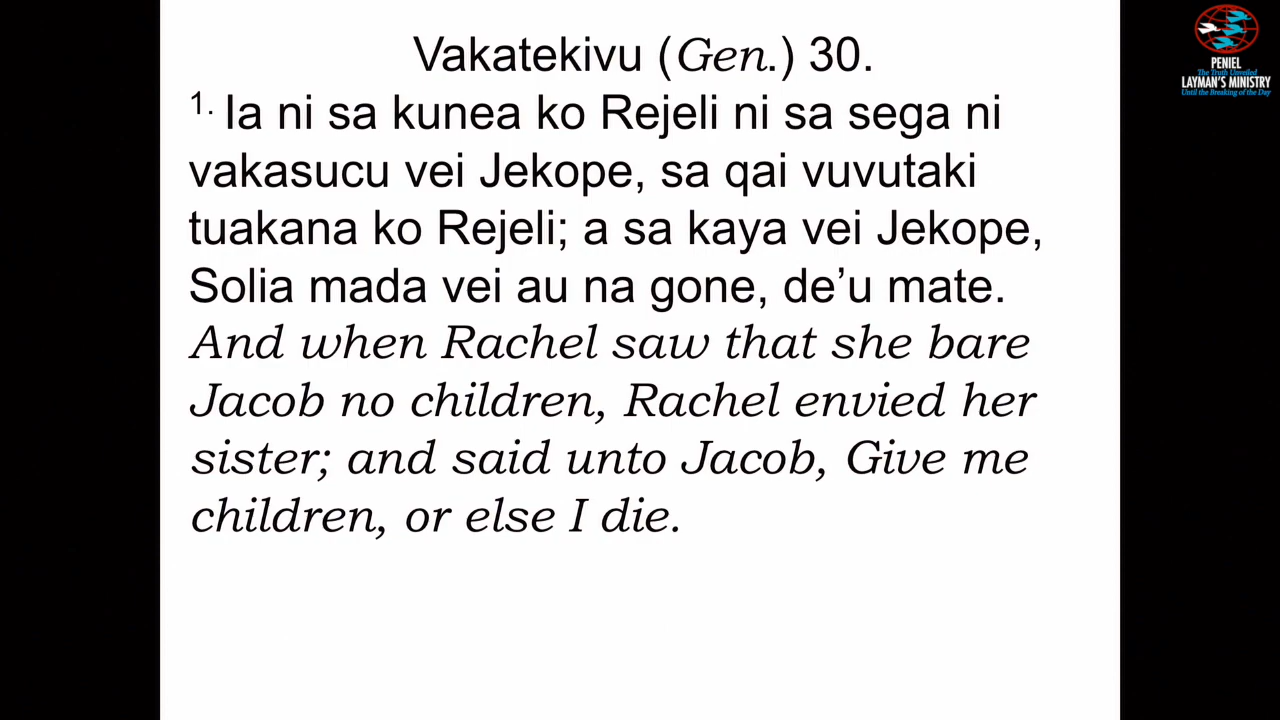 Vakatekivu (Gen.) 30.
1. Ia ni sa kunea ko Rejeli ni sa sega ni
vakasucu vei Jekope, sa qai vuvutaki
tuakana ko Rejeli; a sa kaya vei Jekope,
Solia mada vei au na gone, de’u mate.
And when Rachel saw that she bare
Jacob no children, Rachel envied her
sister; and said unto Jacob, Give me
children, or else I die.
PENIEL
The Truth Unveiled
LAYMAN'S MINISTRY
Until the Breaking of the Day